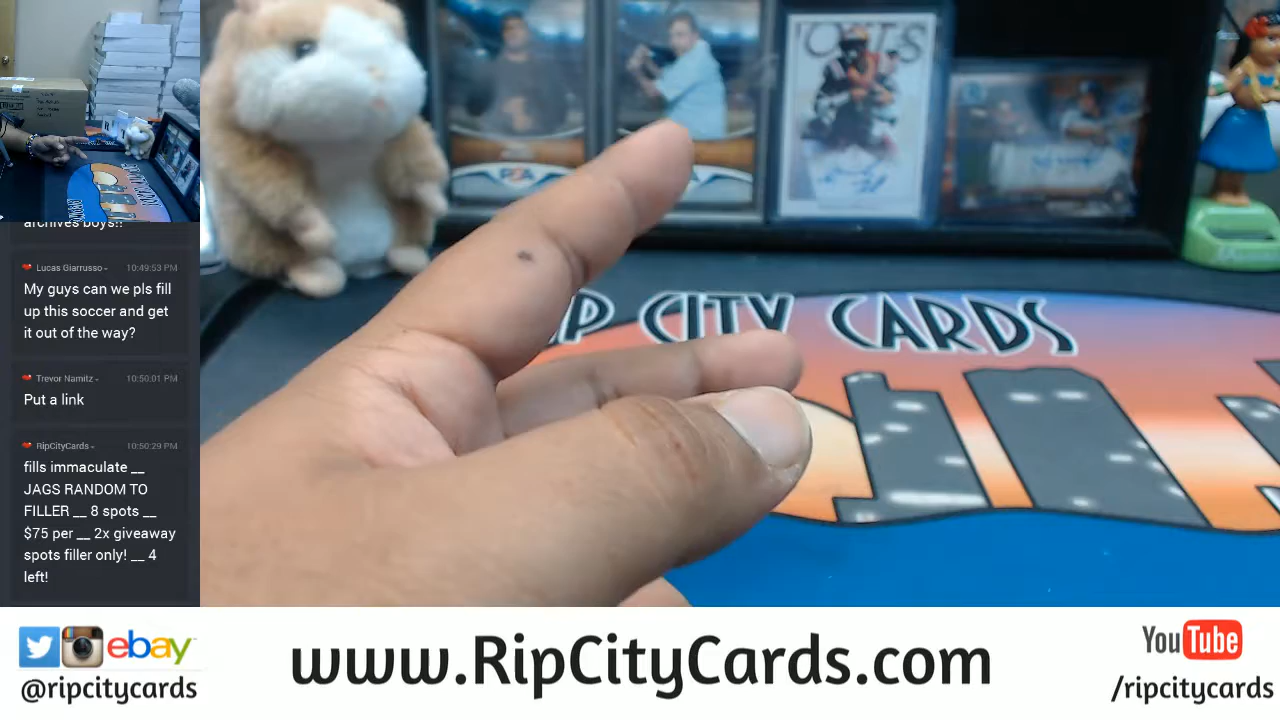 archives boys!!
Lucas Giarrusso 10:49:53 PM
My guys can we pls fill
up this soccer and get
it out of the way?
Trevor Namitz 10:50:01 PM
Put a link
RipCityCards 10:50:29 PM
fills immaculate __
JAGS RANDOM TO
FILLER __ 8 spots __
$75 per __ 2x giveaway
spots filler only! __ 4
left!
PSA
IP CITY CARDS
ebay
@ripcitycards
www.RipCityCards.com
YouTube
/ripcitycards